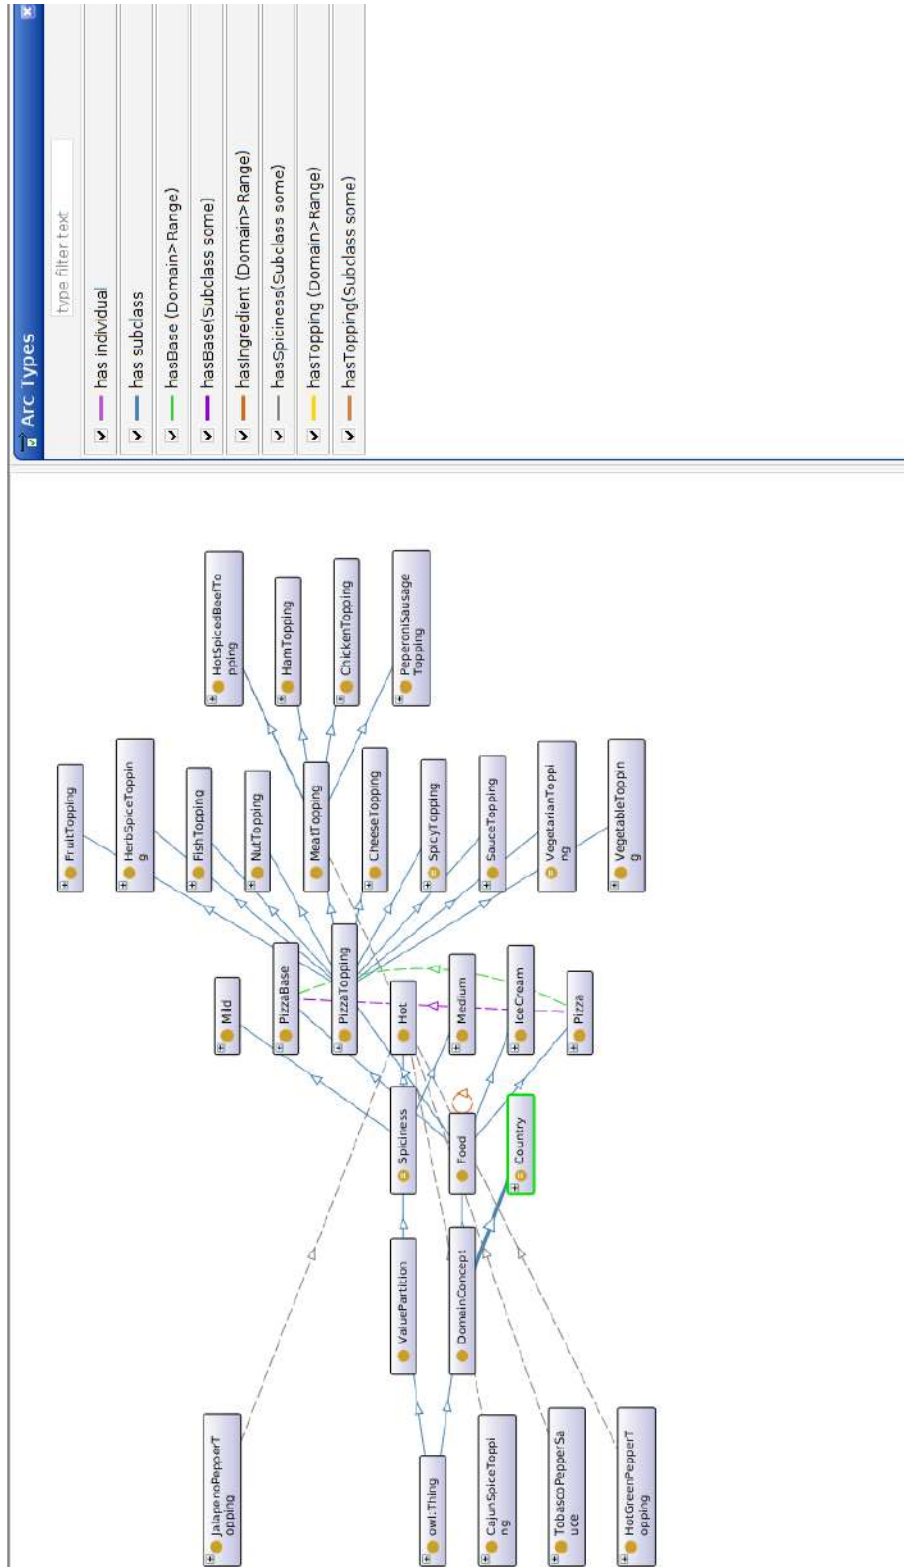 Arc Types
type filter text
has individual
has subclass
hasBase (Domain>Range)
hasBase(Subclass some)
hasIngredient (Domain>Range)
hasSpiciness(Subclass some)
hasTopping (Domain>Range)
hasTopping(Subclass some)
HotSpicedBeefTo
pping
HamTopping
ChickenTopping
PeperoniSausage
Topping
FruitTopping
HerbSpiceToppin
g
FishTopping
NutTopping
MeatTopping
CheeseTopping
SpicyTopping
SauceTopping
VegetarianToppi
ng
VegetableToppin
g
Mild
PizzaBase
PizzaTopping
Hot
Medium
IceCream
Pizza
Spiciness
Food
Country
ValuePartition
DomainConcept
JalapenoPepperT
opping
owl:Thing
CajunSpiceToppi
ng
TobascoPepperSa
uce
HotGreenPepperT
opping